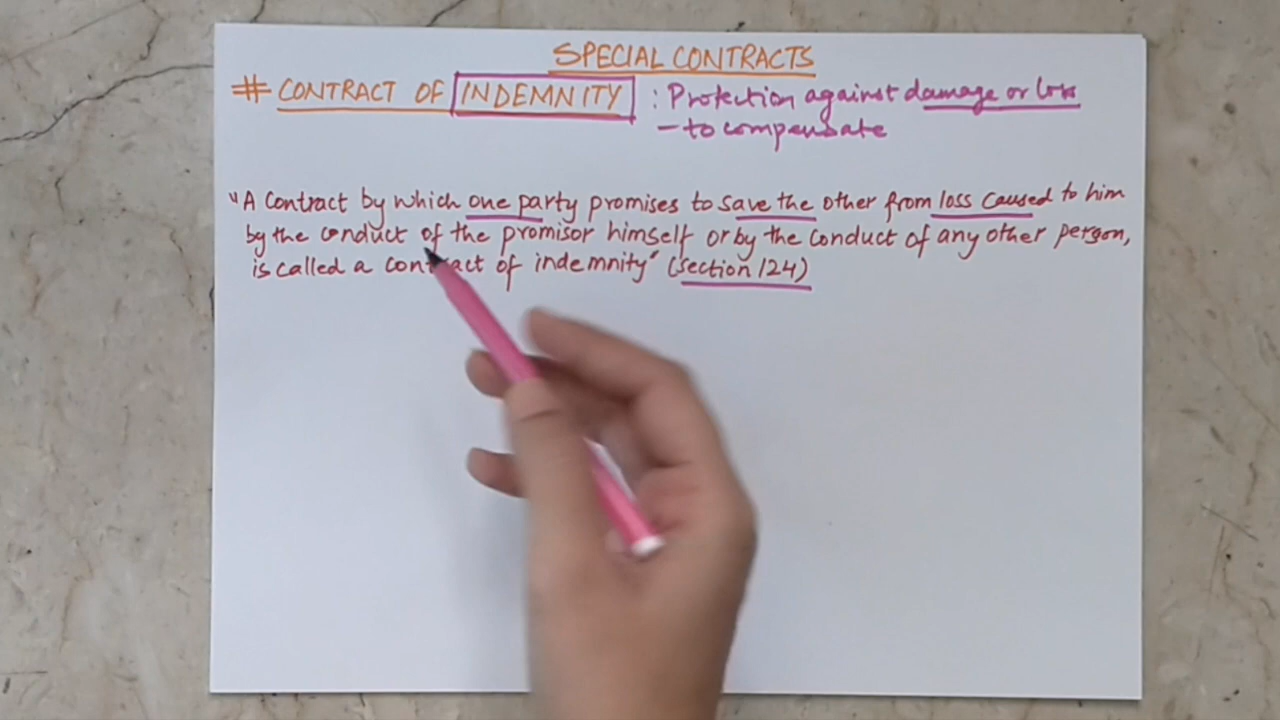 SPECIAL CONTRACTS
# CONTRACT OF INDEMNITY : Protection against damage or loss
- to compensate
"A Contract by which one party promises to save the other from loss caused to him
by the conduct of the promisor himself or by the conduct of any other person,
is called a contract of indemnity" (section 124)